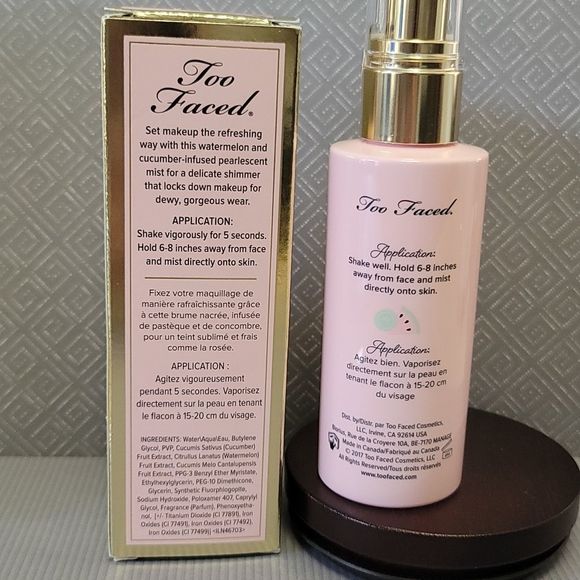 Too
Faced®
Set makeup the refreshing
way with this watermelon and
cucumber-infused pearlescent
mist for a delicate shimmer
that locks down makeup for
dewy, gorgeous wear.
APPLICATION:
Shake vigorously for 5 seconds.
Hold 6-8 inches away from face
and mist directly onto skin.
Fixez votre maquillage de
manière rafraîchissante grâce
à cette brume nacrée, infusée
de pastèque et de concombre,
pour un teint sublimé et frais
comme la rosée.
APPLICATION :
Agitez vigoureusement
pendant 5 secondes. Vaporisez
directement sur la peau en tenant
le flacon à 15-20 cm du visage.
INGREDIENTS: Water\Aqua\Eau, Butylene
Glycol, PVP, Cucumis Sativus (Cucumber)
Fruit Extract, Citrullus Lanatus (Watermelon)
Fruit Extract, Cucumis Melo Cantalupensis
Fruit Extract, PPG-3 Benzyl Ether Myristate,
Ethylhexylglycerin, PEG-10 Dimethicone,
Glycerin, Synthetic Fluorphlogopite,
Sodium Hydroxide, Poloxamer 407, Caprylyl
Glycol, Fragrance (Parfum), Phenoxyetha-
nol, [+/- Titanium Dioxide (CI 77891), Iron
Oxides (CI 77491), Iron Oxides (CI 77492),
Iron Oxides (CI 77499)] <ILN46703>
Too Faced.
Application:
Shake well. Hold 6-8 inches
away from face and mist
directly onto skin.
Application:
Agitez bien. Vaporisez
directement sur la peau en
tenant le flacon à 15-20 cm
du visage
Dist. by/Distr. par Too Faced Cosmetics,
LLC, Irvine, CA 92614 USA
Rue de la Croyere 10A, BE-7170 MANAGE
Made in Canada/Fabriqué au Canada
© 2017 Too Faced Cosmetics, LLC
All Rights Reserved/Tous droits réservés
www.toofaced.com